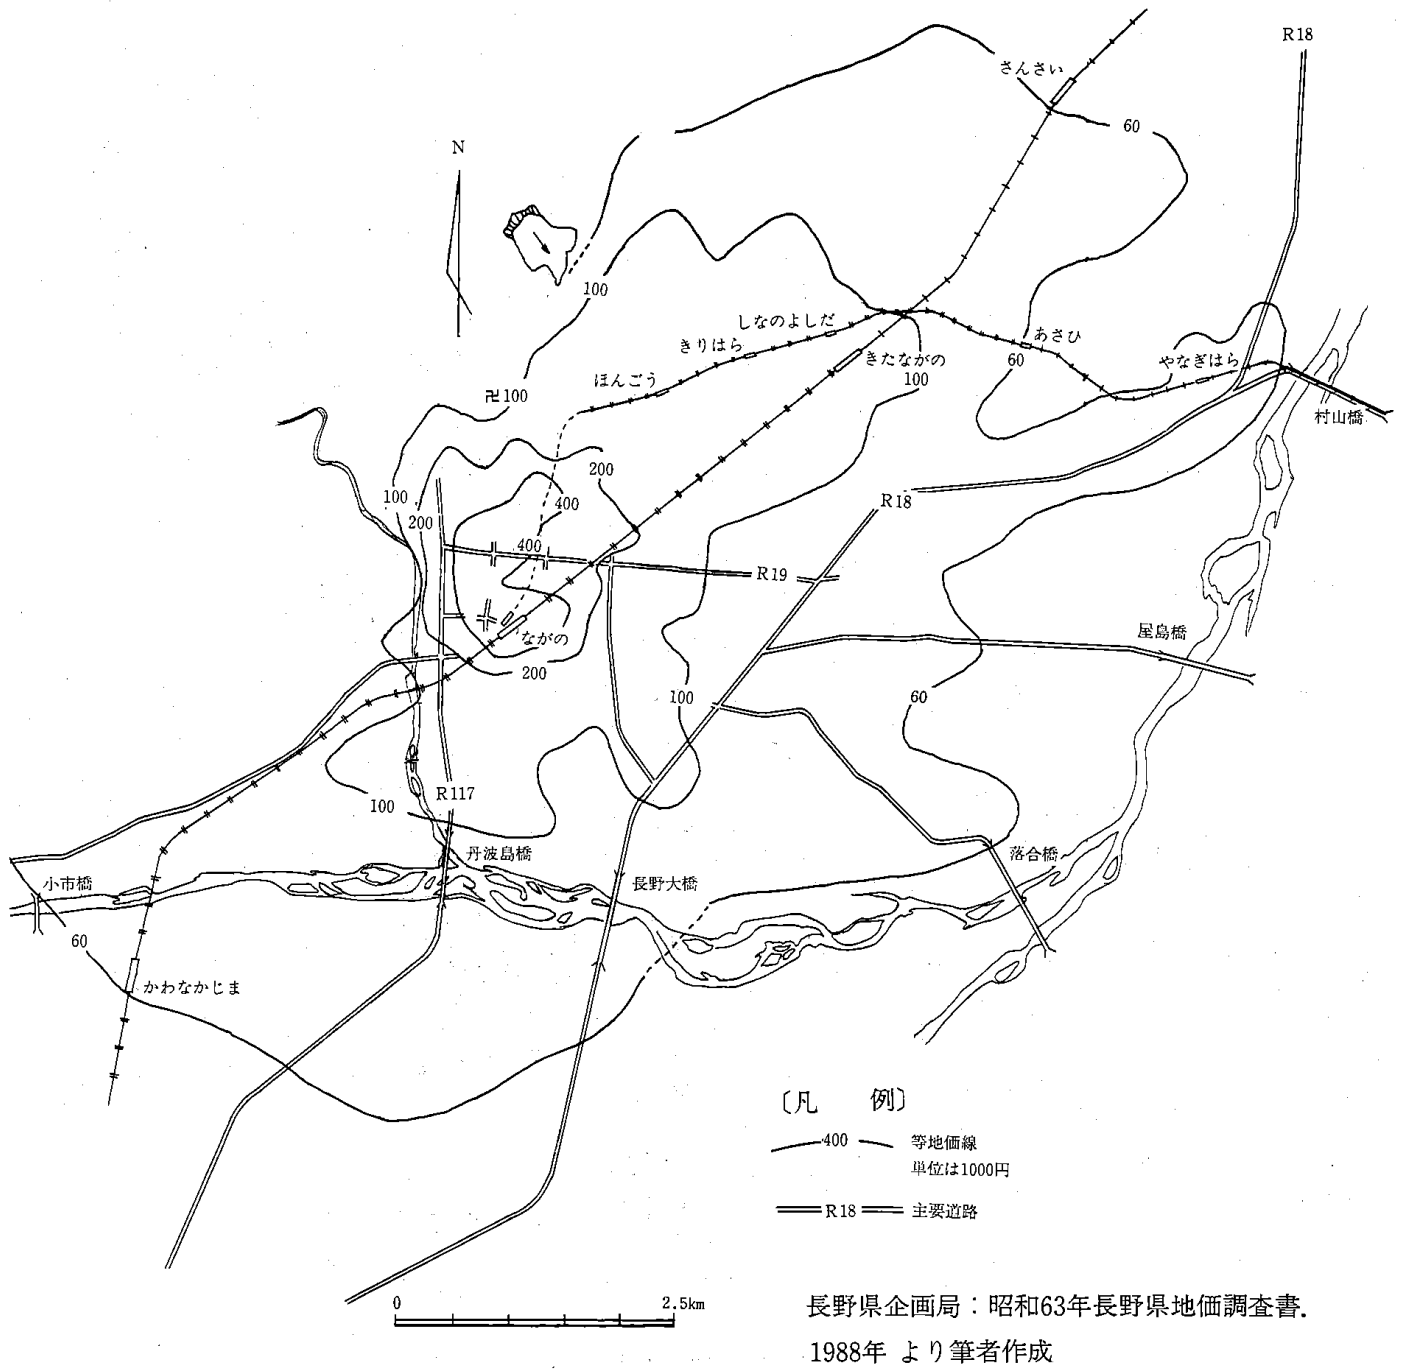 R18
さんさい
60
N
100
しなのよしだ
きりはら
あさひ
きたながの
60
やなぎはら
100
ほんごう
卍100
村山橋
200
100
400
R18
200
400
R19
ながの
屋島橋
200
100
60
100
R117
丹波島橋
落合橋
小市橋
長野大橋
60
かわなかじま
〔凡 例〕
400 等地価線
単位は1000円
R18 主要道路
0 2.5km
長野県企画局：昭和63年長野県地価調査書.
1988年 より筆者作成